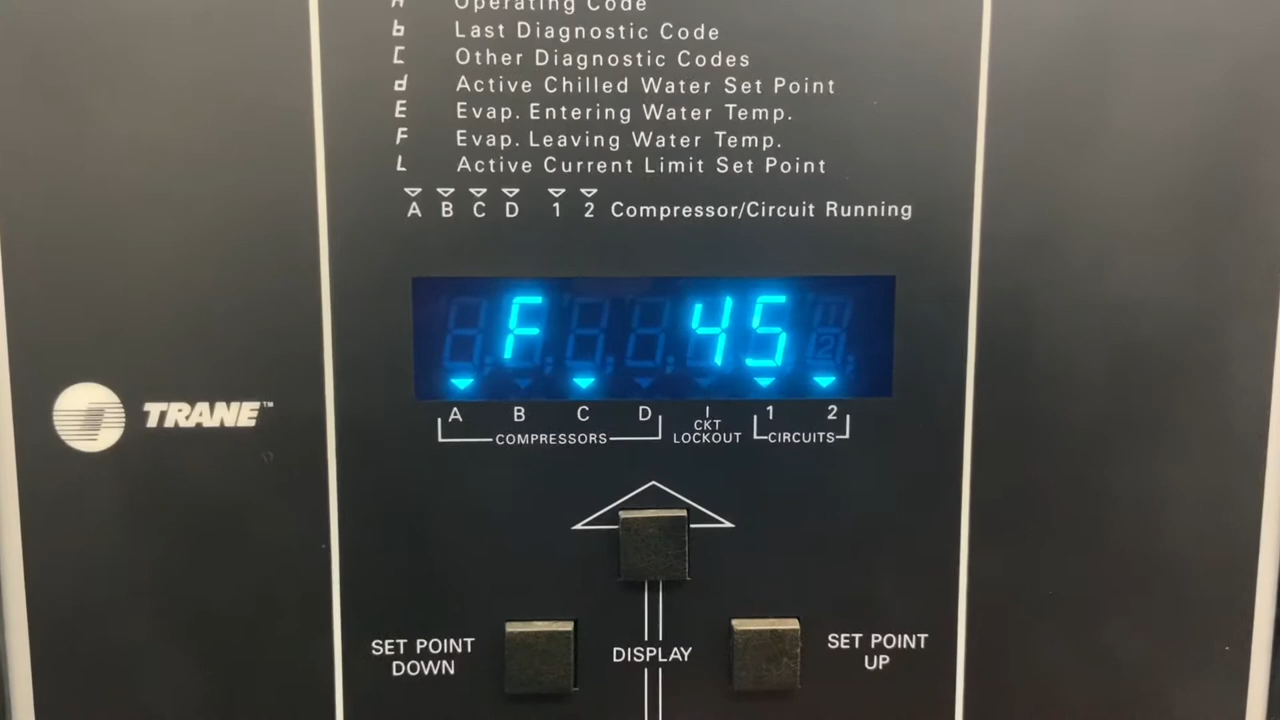 A Operating Code
b Last Diagnostic Code
C Other Diagnostic Codes
d Active Chilled Water Set Point
E Evap. Entering Water Temp.
F Evap. Leaving Water Temp.
L Active Current Limit Set Point
A B C D 1 2 Compressor/Circuit Running
F 45
A B C D 1 2
CKT
COMPRESSORS LOCKOUT CIRCUITS
TRANE™
SET POINT
DOWN
DISPLAY
SET POINT
UP